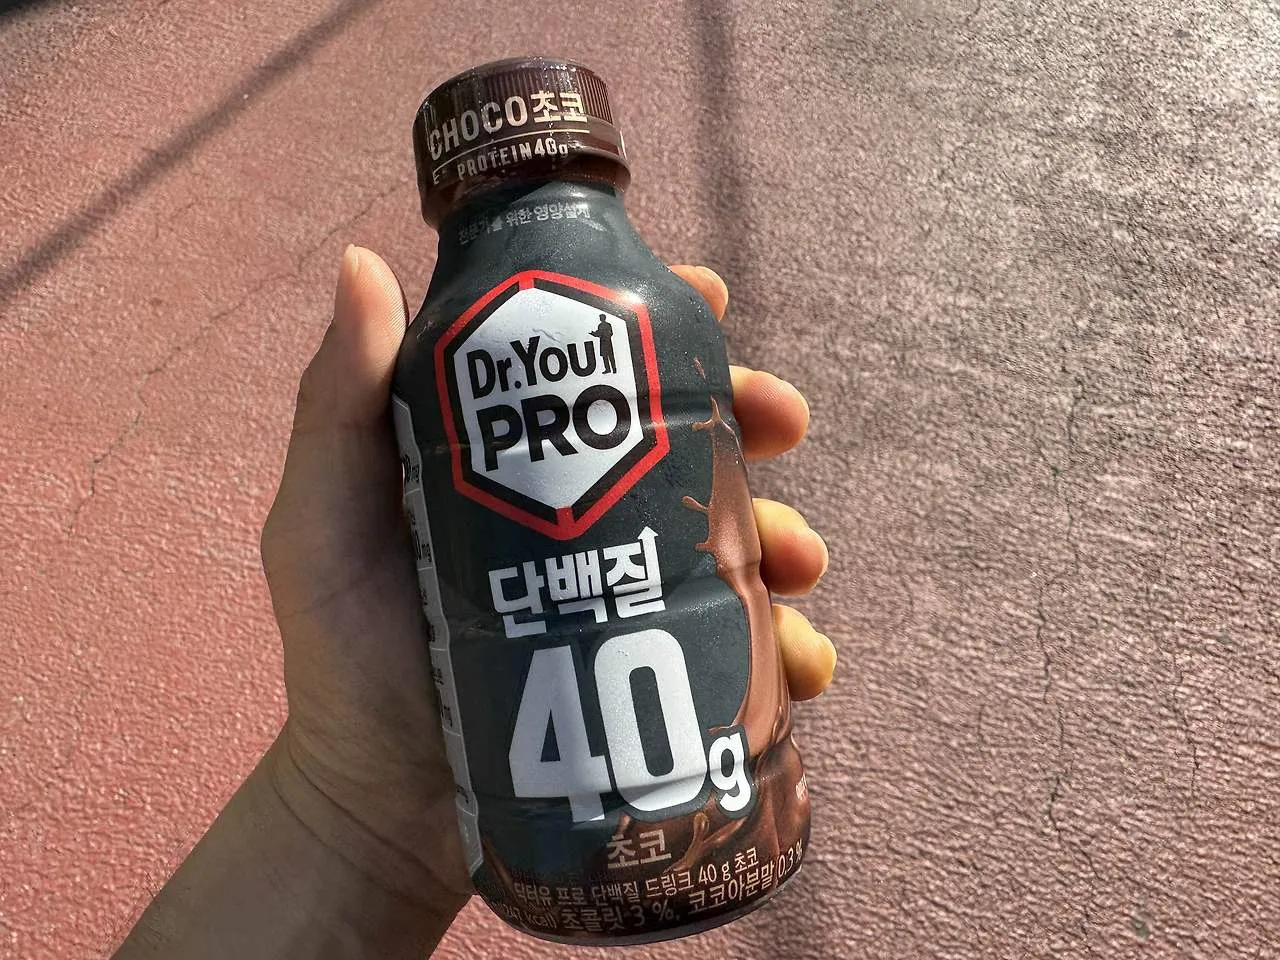 CHOCO초코
PROTEIN40g
전문가를 위한 영양설계
Dr.You
PRO
단백질
40g
초코
닥터유 프로 단백질 드링크 40 g 초코
(247 kcal) 초콜릿 3 %, 코코아분말 0.3 %